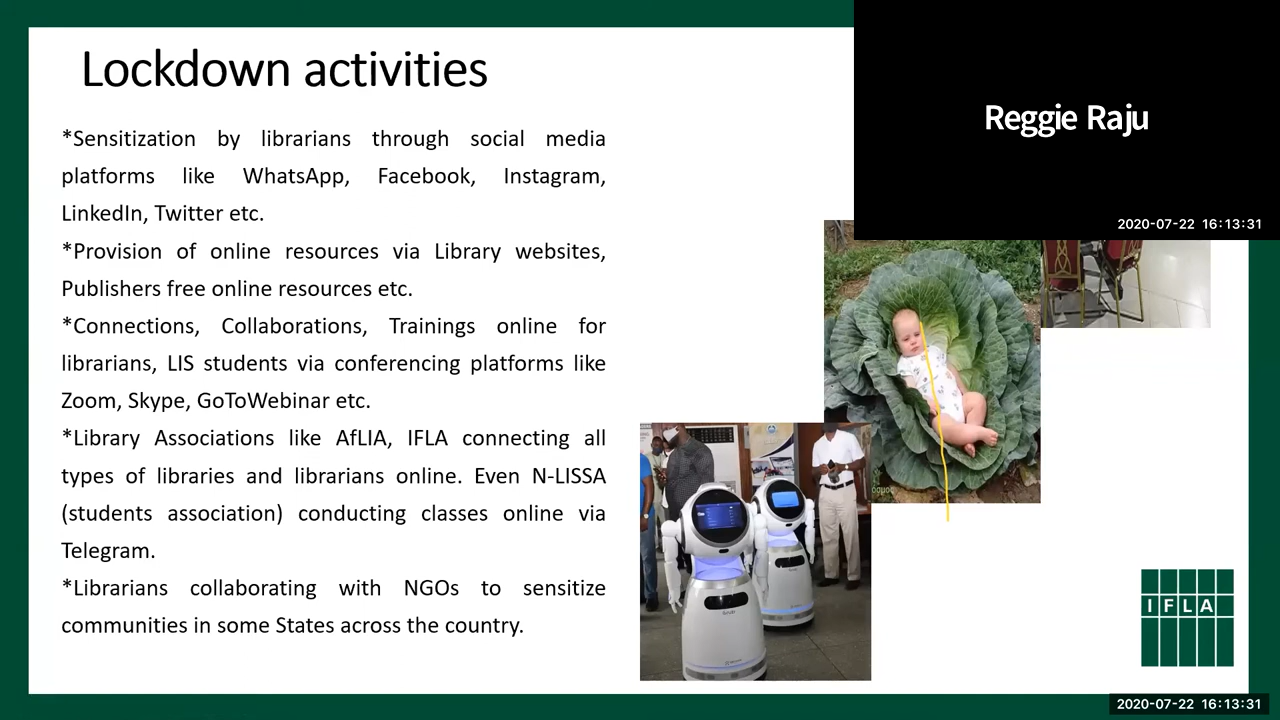 Lockdown activities
Reggie Raju
2020-07-22 16:13:31
*Sensitization by librarians through social media
platforms like WhatsApp, Facebook, Instagram,
LinkedIn, Twitter etc.
*Provision of online resources via Library websites,
Publishers free online resources etc.
*Connections, Collaborations, Trainings online for
librarians, LIS students via conferencing platforms like
Zoom, Skype, GoToWebinar etc.
*Library Associations like AfLIA, IFLA connecting all
types of libraries and librarians online. Even N-LISSA
(students association) conducting classes online via
Telegram.
*Librarians collaborating with NGOs to sensitize
communities in some States across the country.
IFLA
2020-07-22 16:13:31